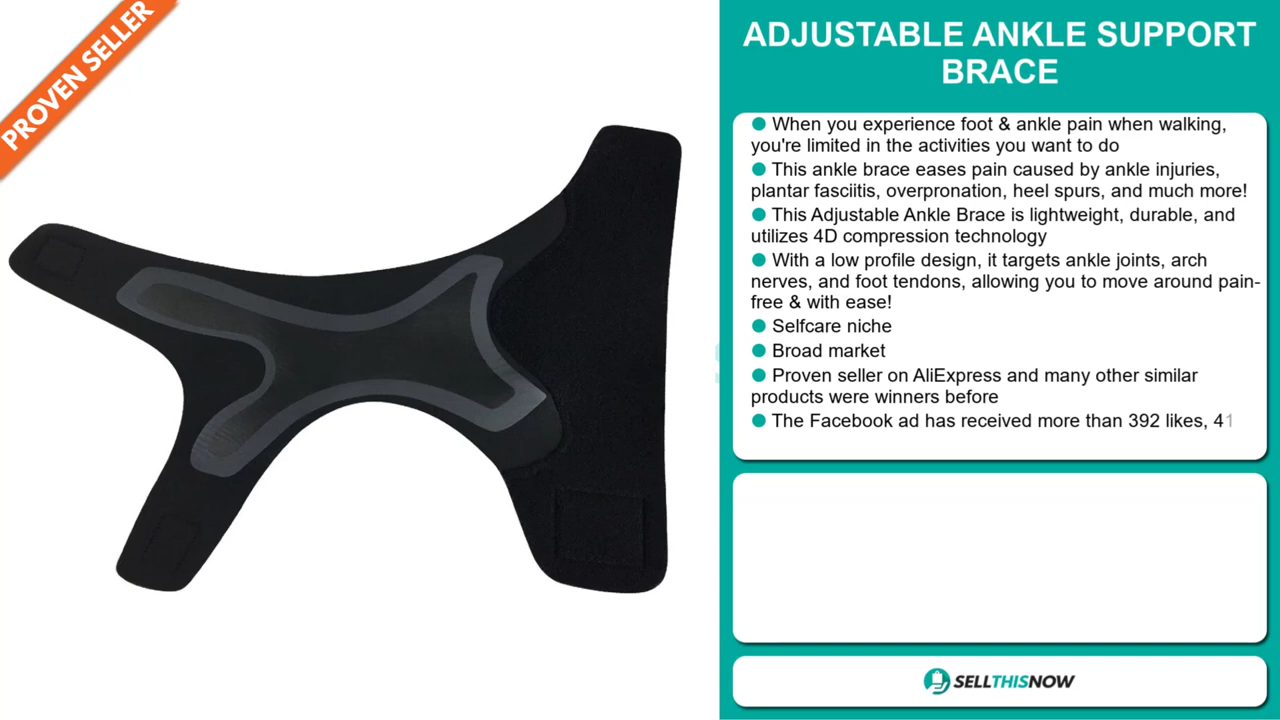 PROVEN SELLER
ADJUSTABLE ANKLE SUPPORT
BRACE
● When you experience foot & ankle pain when walking,
you're limited in the activities you want to do
● This ankle brace eases pain caused by ankle injuries,
plantar fasciitis, overpronation, heel spurs, and much more!
● This Adjustable Ankle Brace is lightweight, durable, and
utilizes 4D compression technology
● With a low profile design, it targets ankle joints, arch
nerves, and foot tendons, allowing you to move around pain-
free & with ease!
● Selfcare niche
● Broad market
● Proven seller on AliExpress and many other similar
products were winners before
● The Facebook ad has received more than 392 likes, 41
SELLTHISNOW